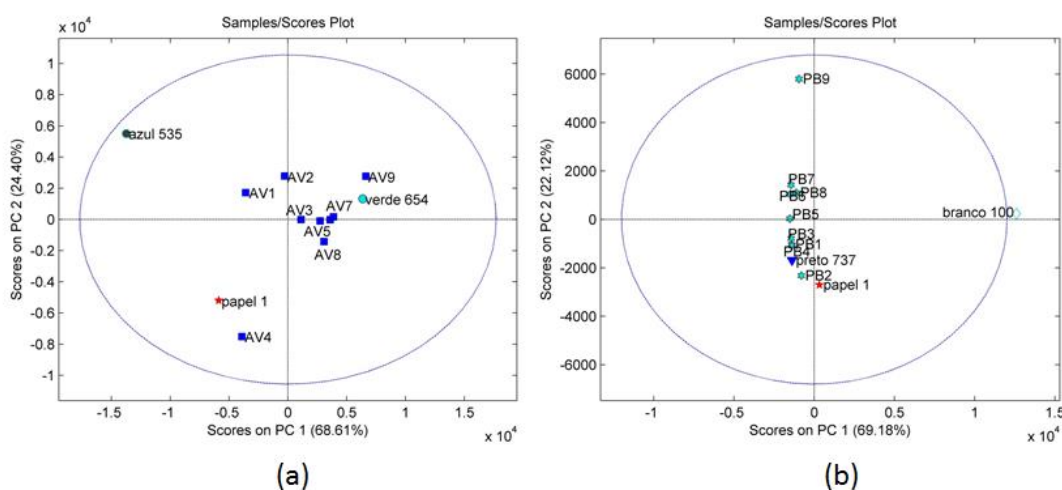 Samples/Scores Plot
x 10^4
1
0.8
0.6
0.4
0.2
0
-0.2
-0.4
-0.6
-0.8
-1
Scores on PC 2 (24.40%)
azul 535
AV1
AV2
AV9
verde 654
AV3
AV7
AV5
AV8
papel 1
AV4
-1.5 -1 -0.5 0 0.5 1 1.5
Scores on PC 1 (68.61%)
x 10^4
(a)
Samples/Scores Plot
6000
4000
2000
0
-2000
-4000
-6000
Scores on PC 2 (22.12%)
PB9
PB7
PB8
PB5
branco 100
PB3
PB1
PB4
preto 737
PB2
papel 1
-1 -0.5 0 0.5 1 1.5
Scores on PC 1 (69.18%)
x 10^4
(b)